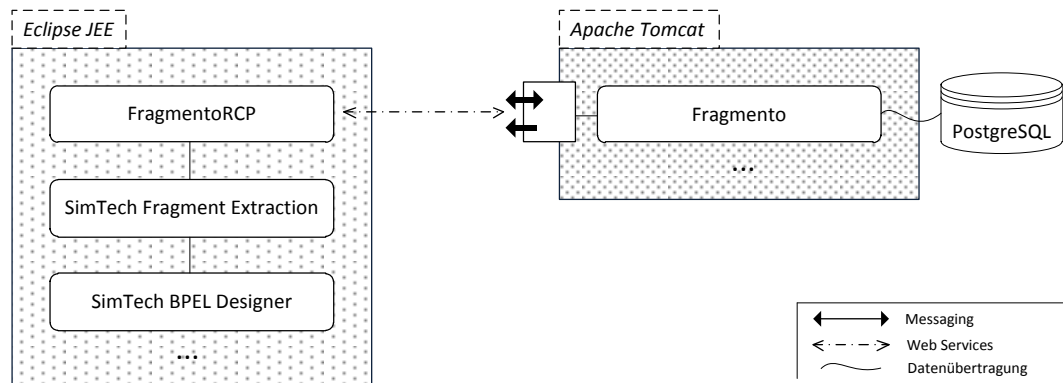 Eclipse JEE
FragmentoRCP
SimTech Fragment Extraction
SimTech BPEL Designer
...
Apache Tomcat
Fragmento
...
PostgreSQL
Messaging
Web Services
Datenübertragung